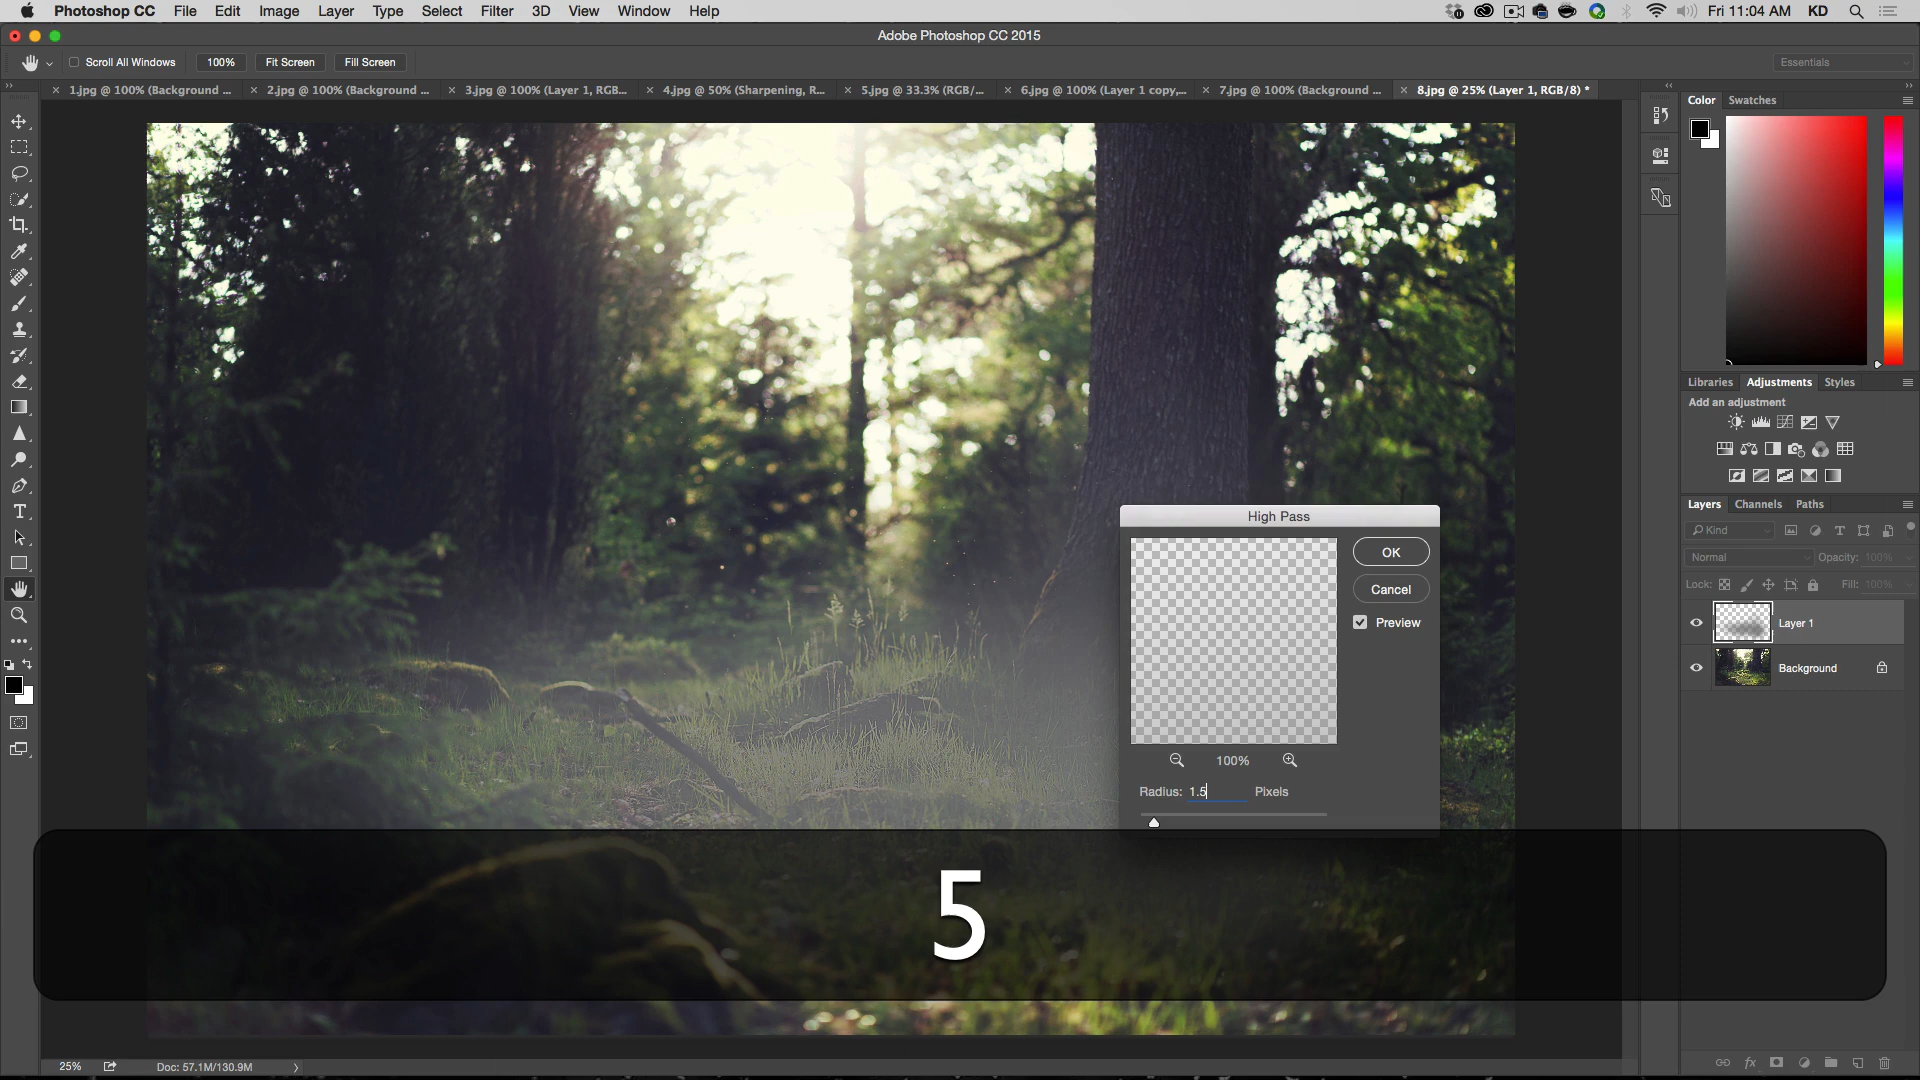 Photoshop CC File Edit Image Layer Type Select Filter 3D View Window Help Fri 11:04 AM KD
Adobe Photoshop CC 2015
Scroll All Windows 100% Fit Screen Fill Screen Essentials
1.jpg @ 100% (Background ... 2.jpg @ 100% (Background ... 3.jpg @ 100% (Layer 1, RGB... 4.jpg @ 50% (Sharpening, R... 5.jpg @ 33.3% (RGB/... 6.jpg @ 100% (Layer 1 copy,... 7.jpg @ 100% (Background ... 8.jpg @ 25% (Layer 1, RGB/8) *
Color Swatches
Libraries Adjustments Styles
Add an adjustment
Layers Channels Paths
Kind
Normal Opacity: 100%
Lock: Fill: 100%
Layer 1
Background
High Pass
OK
Cancel
Preview
100%
Radius: 1.5 Pixels
5
25% Doc: 57.1M/130.9M